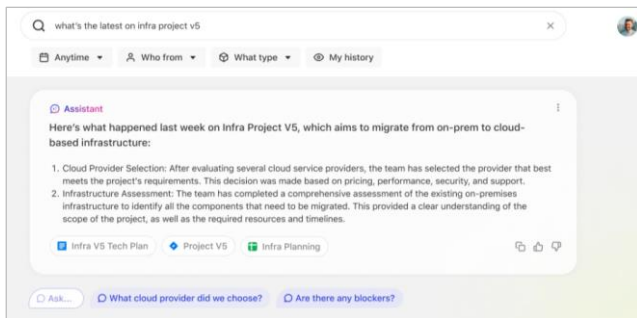 what's the latest on infra project v5
Anytime
Who from
What type
My history
Assistant
Here's what happened last week on Infra Project V5, which aims to migrate from on-prem to cloud-
based infrastructure:
1. Cloud Provider Selection: After evaluating several cloud service providers, the team has selected the provider that best
meets the project's requirements. This decision was made based on pricing, performance, security, and support.
2. Infrastructure Assessment: The team has completed a comprehensive assessment of the existing on-premises
infrastructure to identify all the components that need to be migrated. This provided a clear understanding of the
scope of the project, as well as the required resources and timelines.
Infra V5 Tech Plan
Project V5
Infra Planning
Ask...
What cloud provider did we choose?
Are there any blockers?